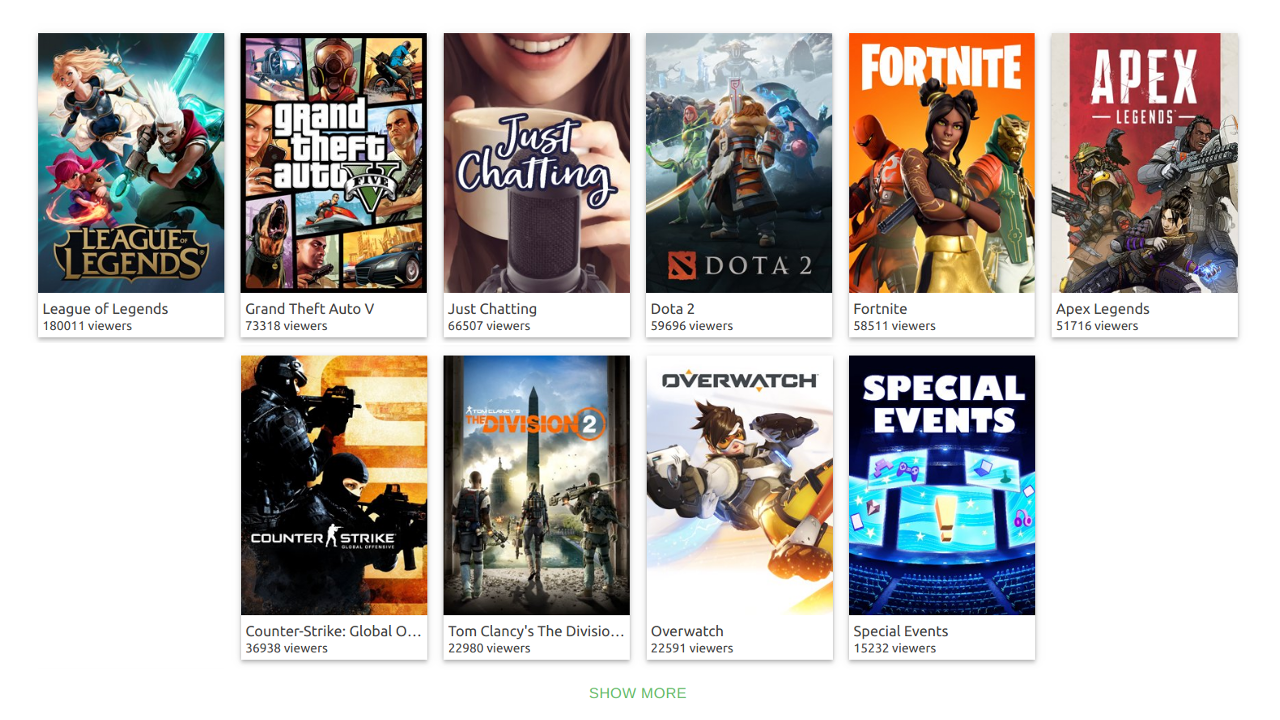 LEAGUE OF
LEGENDS
League of Legends
180011 viewers
grand
theft
auto
V
FIVE
Grand Theft Auto V
73318 viewers
Just
Chatting
Just Chatting
66507 viewers
DOTA 2
Dota 2
59696 viewers
FORTNITE
Fortnite
58511 viewers
APEX
LEGENDS
Apex Legends
51716 viewers
COUNTER STRIKE
GLOBAL OFFENSIVE
Counter-Strike: Global O…
36938 viewers
TOM CLANCY'S
THE DIVISION 2
Tom Clancy's The Divisio…
22980 viewers
OVERWATCH
Overwatch
22591 viewers
SPECIAL
EVENTS
Special Events
15232 viewers
SHOW MORE